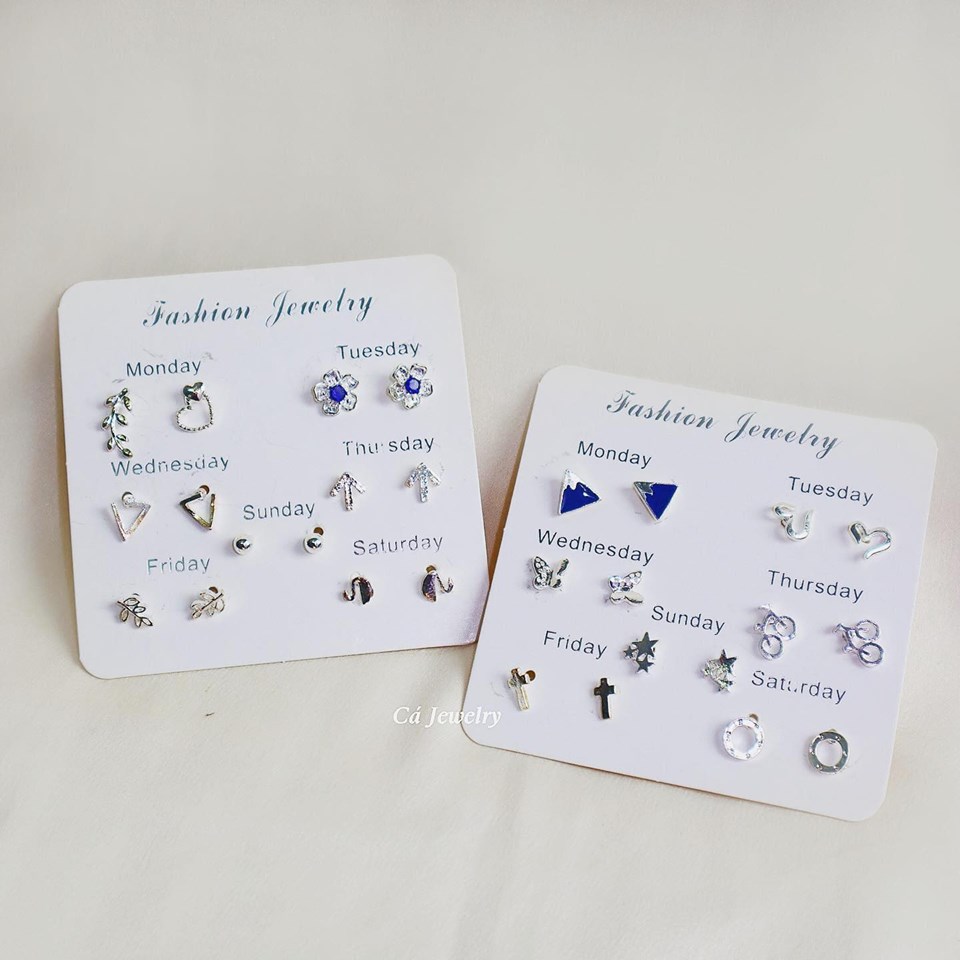 Fashion Jewelry
Monday
Tuesday
Wednesday
Thursday
Sunday
Friday
Saturday
Fashion Jewelry
Monday
Tuesday
Wednesday
Thursday
Sunday
Friday
Saturday
Cá Jewelry